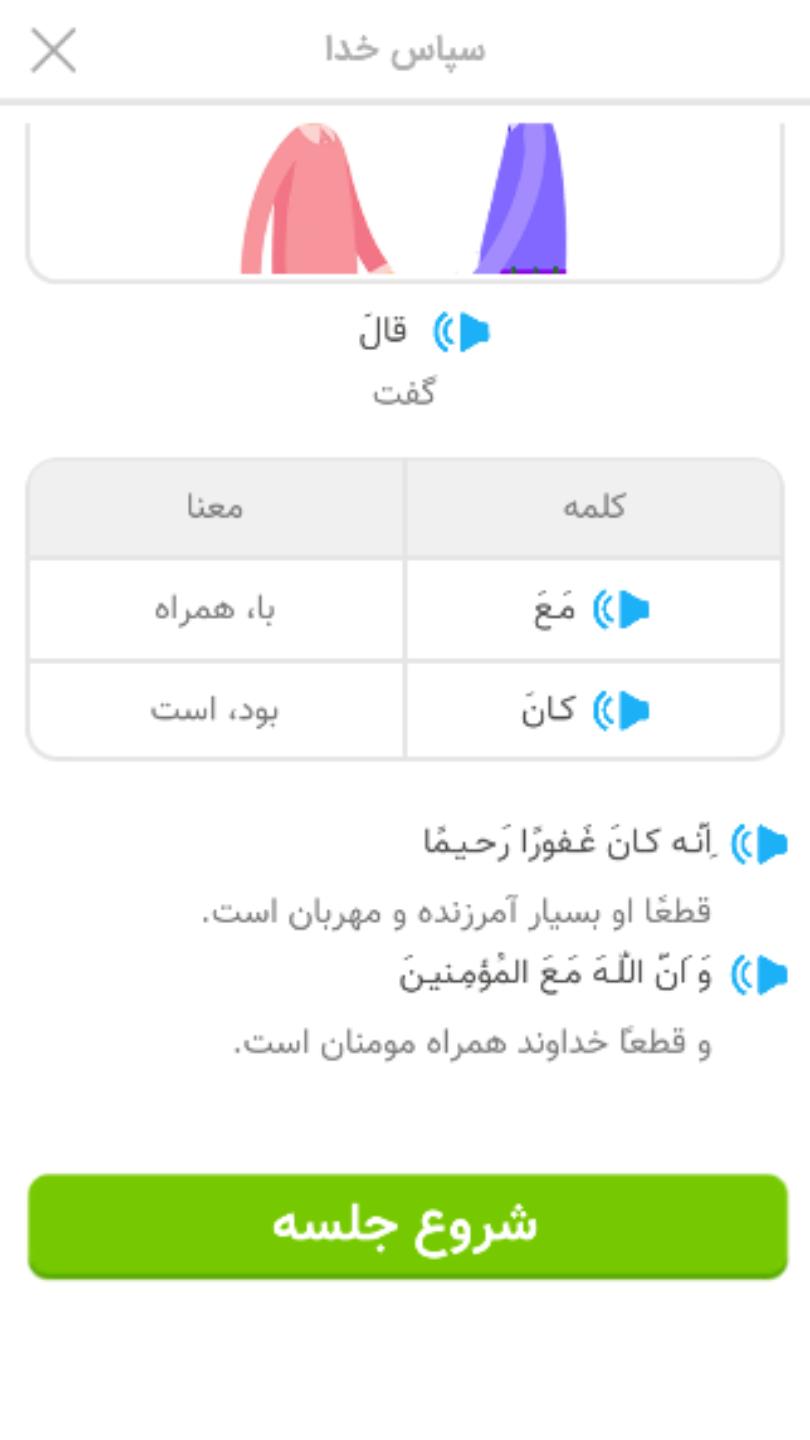 سپاس خدا
قالَ
گفت
کلمه	معنا
مَعَ	با، همراه
کانَ	بود، است
اِنَّه کانَ غَفورًا رَحیمًا
قطعًا او بسیار آمرزنده و مهربان است.
وَ اَنَّ اللّٰهَ مَعَ المُؤمِنینَ
و قطعاً خداوند همراه مومنان است.
شروع جلسه